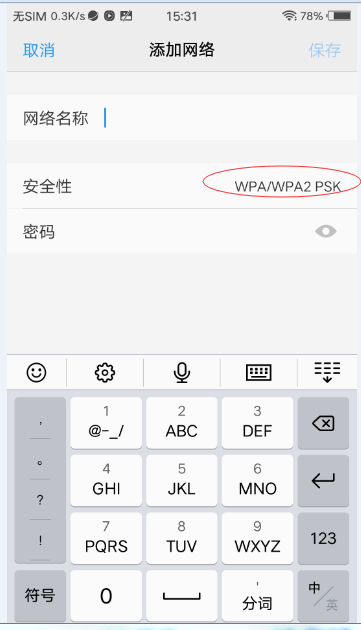 无SIM 0.3K/s 15:31 78%
取消 添加网络 保存
网络名称
安全性 WPA/WPA2 PSK
密码
, 1 2 3
@-_/ ABC DEF
。 4 5 6
GHI JKL MNO
? 7 8 9
! PQRS TUV WXYZ 123
符号 0 ' 分词 中/英